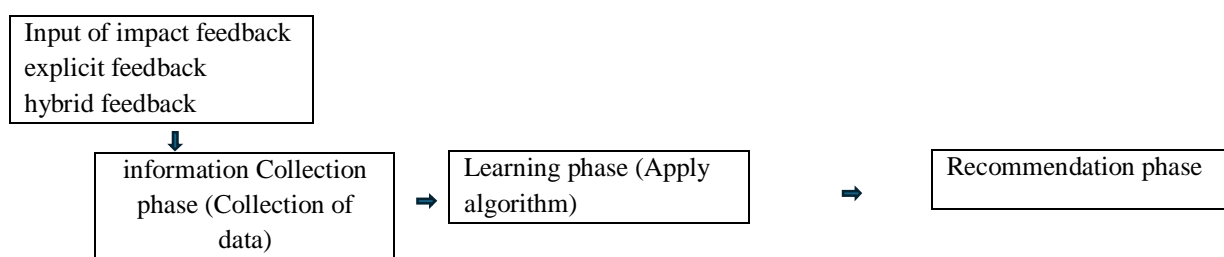 Input of impact feedback
explicit feedback
hybrid feedback
information Collection
phase (Collection of
data)
Learning phase (Apply
algorithm)
Recommendation phase